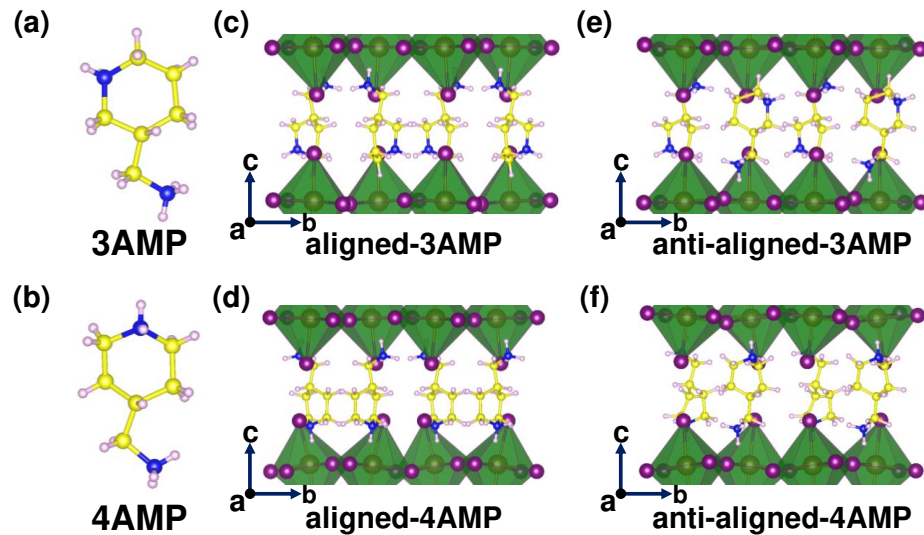 (a)
3AMP
(c)
c
a
b
aligned-3AMP
(e)
c
a
b
anti-aligned-3AMP
(b)
4AMP
(d)
c
a
b
aligned-4AMP
(f)
c
a
b
anti-aligned-4AMP